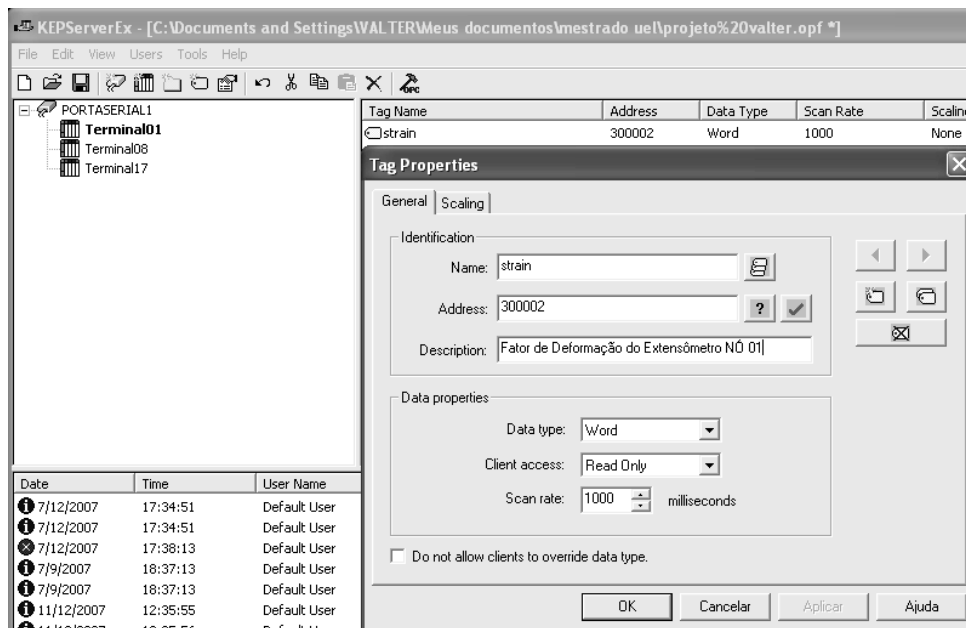 KEPServerEx - [C:\Documents and Settings\VALTER\Meus documentos\mestrado uel\projeto%20valter.opf *]
File Edit View Users Tools Help
PORTASERIAL1
Terminal01
Terminal08
Terminal17
Tag Name Address Data Type Scan Rate Scaling
strain 300002 Word 1000 None
Tag Properties
General Scaling
Identification
Name: strain
Address: 300002
?
Description: Fator de Deformação do Extensômetro NÓ 01
Data properties
Data type: Word
Client access: Read Only
Scan rate: 1000 milliseconds
Do not allow clients to override data type.
OK Cancelar Aplicar Ajuda
Date Time User Name
7/12/2007 17:34:51 Default User
7/12/2007 17:34:51 Default User
7/12/2007 17:38:13 Default User
7/9/2007 18:37:13 Default User
7/9/2007 18:37:13 Default User
11/12/2007 12:35:55 Default User